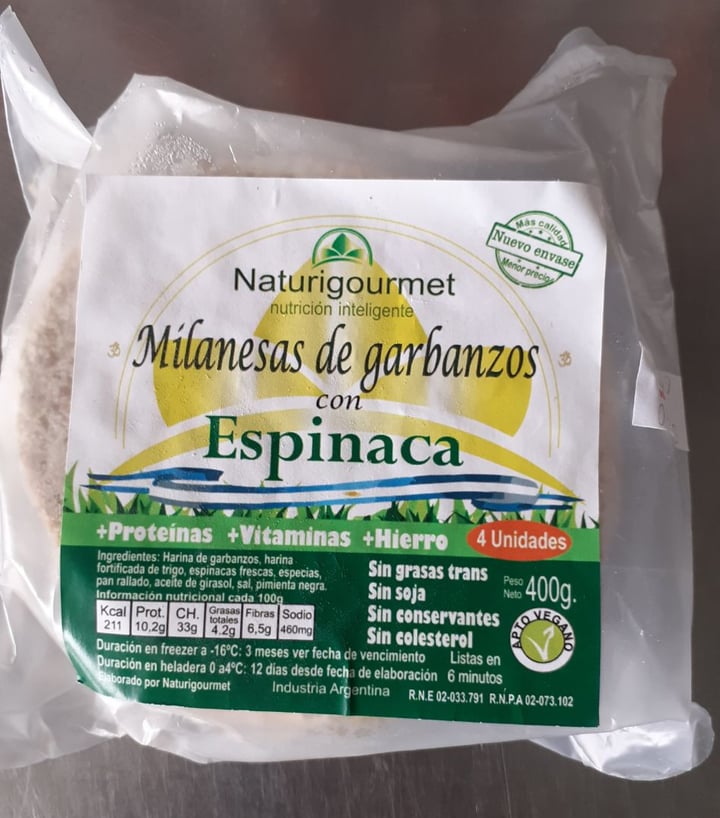 Más calidad
Nuevo envase
Menor precio
Naturigourmet
nutrición inteligente
ॐ Milanesas de garbanzos ॐ
con
Espinaca
+Proteínas +Vitaminas +Hierro
4 Unidades
Ingredientes: Harina de garbanzos, harina
fortificada de trigo, espinacas frescas, especias,
pan rallado, aceite de girasol, sal, pimienta negra.
Información nutricional cada 100g
Kcal Prot. CH. Grasas totales Fibras Sodio
211 10,2g 33g 4.2g 6,5g 460mg
Sin grasas trans
Sin soja
Sin conservantes
Sin colesterol
Peso
Neto 400g.
APTO VEGANO
Duración en freezer a -16ºC: 3 meses ver fecha de vencimiento
Duración en heladera 0 a4ºC: 12 días desde fecha de elaboración
Listas en
6 minutos
Elaborado por Naturigourmet
Industria Argentina
R.N.E 02-033.791 R.N.P.A 02-073.102